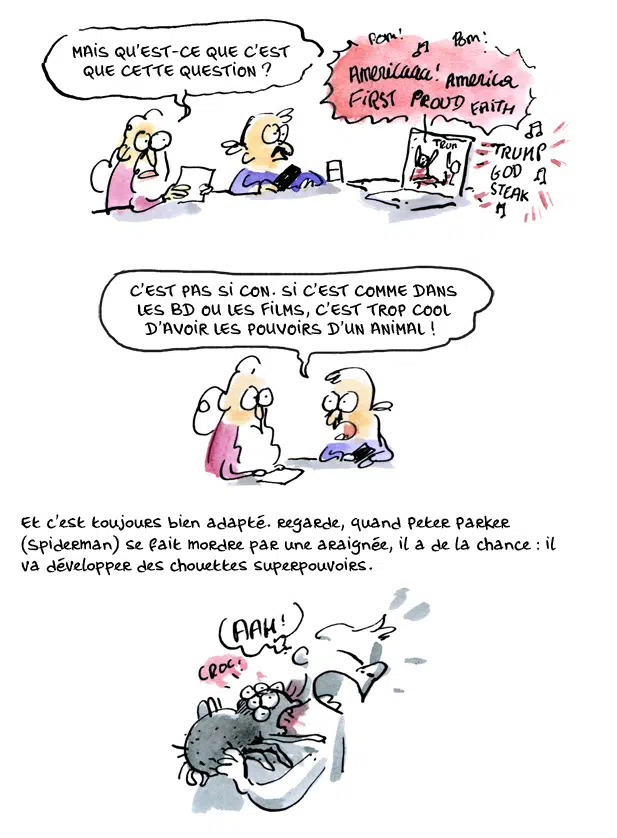 MAIS QU'EST-CE QUE C'EST
QUE CETTE QUESTION ?
POM! POM!
AMERICAAA! AMERICA
FIRST PROUD FAITH
TRUM
TRUMP
GOD
STEAK
C'EST PAS SI CON. SI C'EST COMME DANS
LES BD OU LES FILMS, C'EST TROP COOL
D'AVOIR LES POUVOIRS D'UN ANIMAL !
Et c'est toujours bien adapté. Regarde, quand Peter Parker
(Spiderman) se fait mordre par une araignée, il a de la chance : il
va développer des chouettes superpouvoirs.
AAH!
CROC!